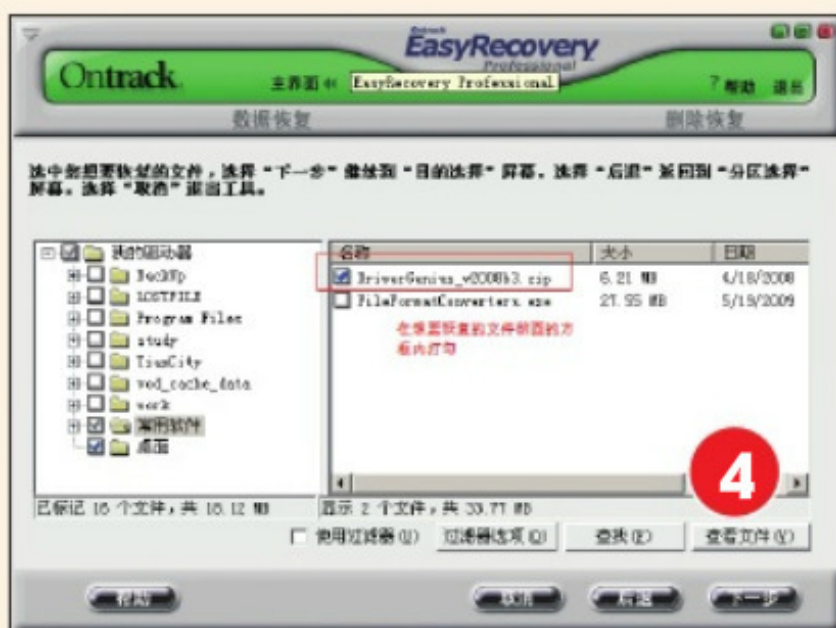 Ontrack
EasyRecovery
Professional
Ontrack
主界面
EasyRecovery Professional
? 帮助 退出
数据恢复
删除恢复
选中您想要恢复的文件，选择 "下一步" 继续到 "目的选择" 屏幕。选择 "后退" 返回到 "分区选择"
屏幕。选择 "取消" 退出工具。
我的驱动器
BackUp
LOSTFILE
Program Files
study
TimeCity
vod_cache_data
work
常用软件
桌面
名称 大小 日期
DriverGenius_v2008b3.zip 6.21 MB 4/18/2008
FileFormatConverters.exe 27.55 MB 5/19/2009
在想要恢复的文件前面的方
框内打勾
4
已标记 16 个文件，共 18.12 MB
显示 2 个文件，共 33.77 MB
使用过滤器(U) 过滤器选项(O) 查找(F) 查看文件(V)
帮助 取消 后退 下一步